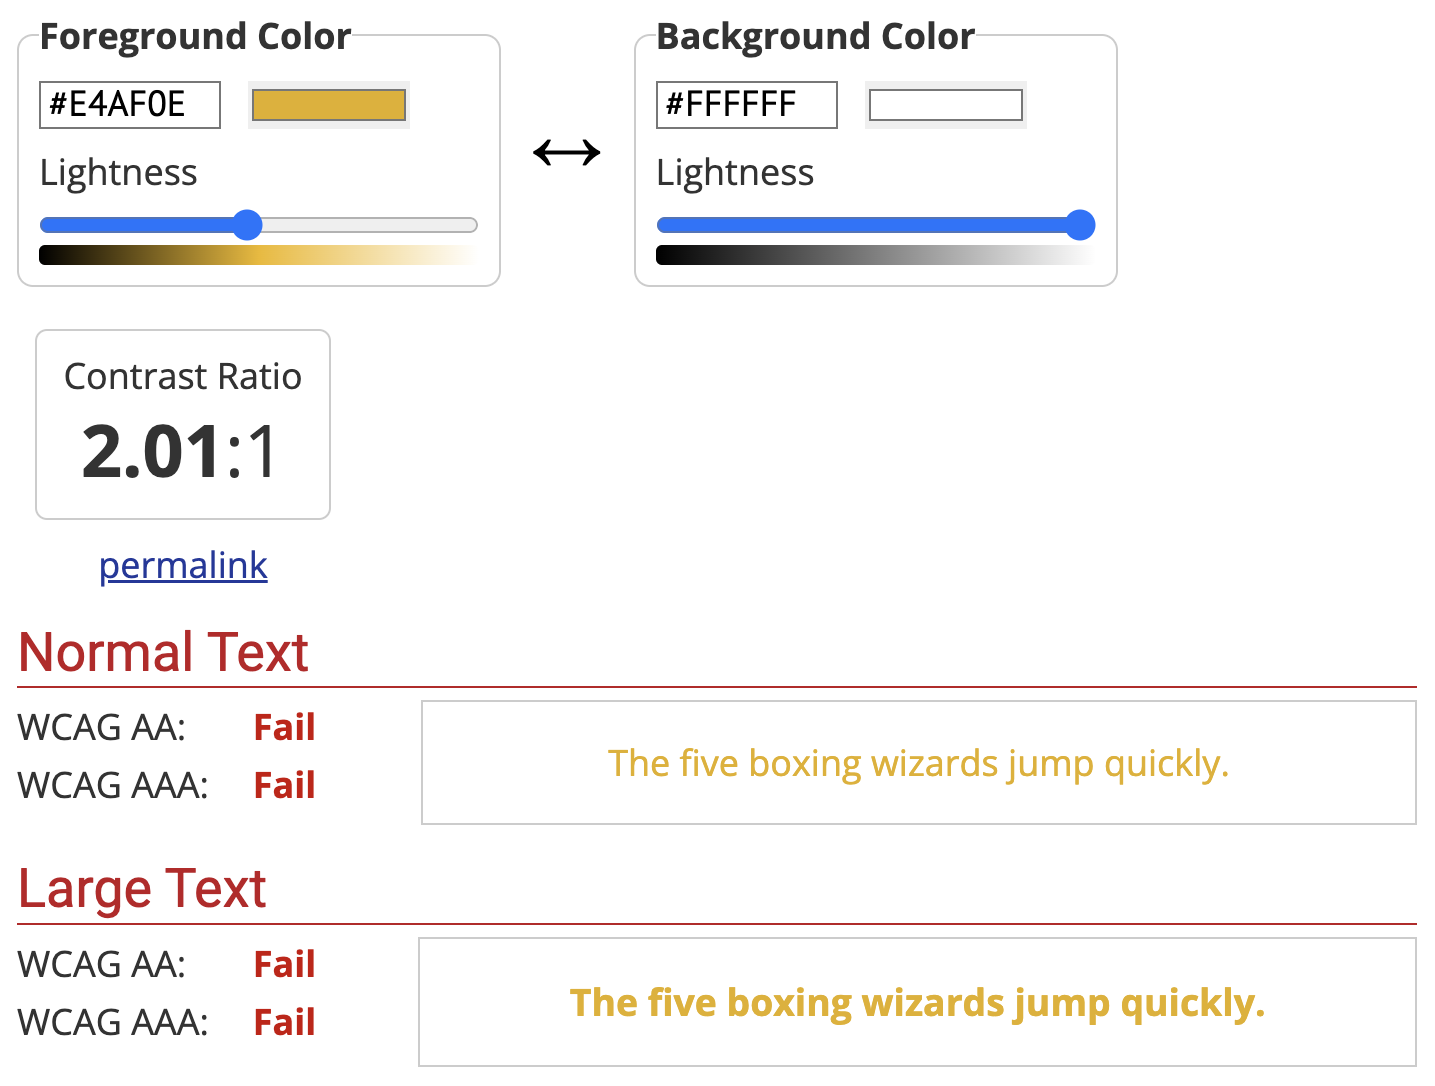 Foreground Color
#E4AF0E
Lightness
Background Color
#FFFFFF
Lightness
Contrast Ratio
2.01:1
permalink
Normal Text
WCAG AA: Fail
WCAG AAA: Fail
The five boxing wizards jump quickly.
Large Text
WCAG AA: Fail
WCAG AAA: Fail
The five boxing wizards jump quickly.